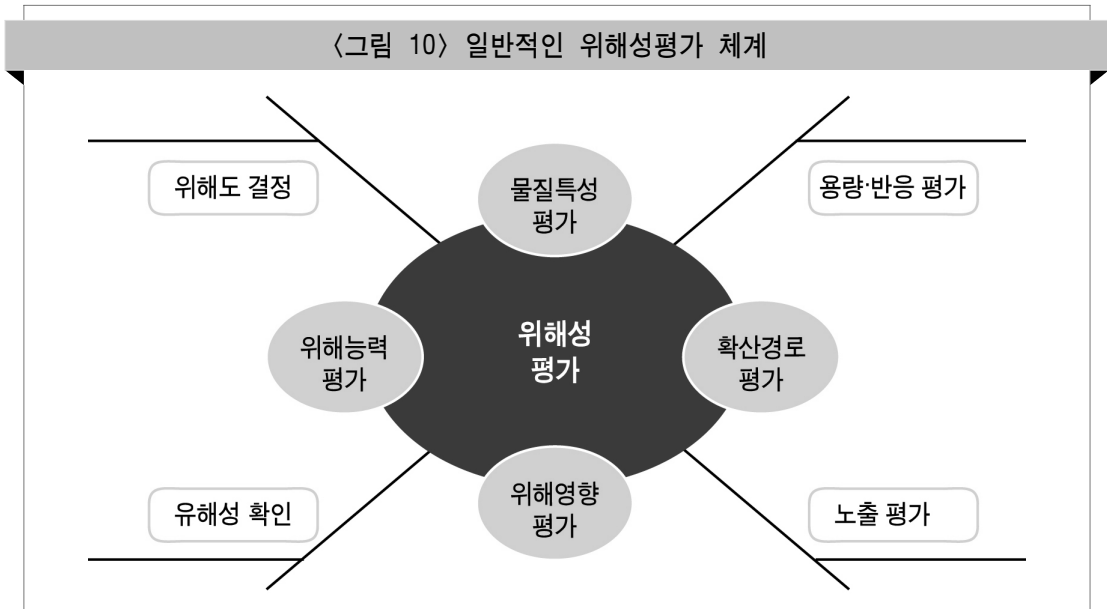 〈그림 10〉 일반적인 위해성평가 체계
위해도 결정
물질특성
평가
용량·반응 평가
위해능력
평가
위해성
평가
확산경로
평가
유해성 확인
위해영향
평가
노출 평가